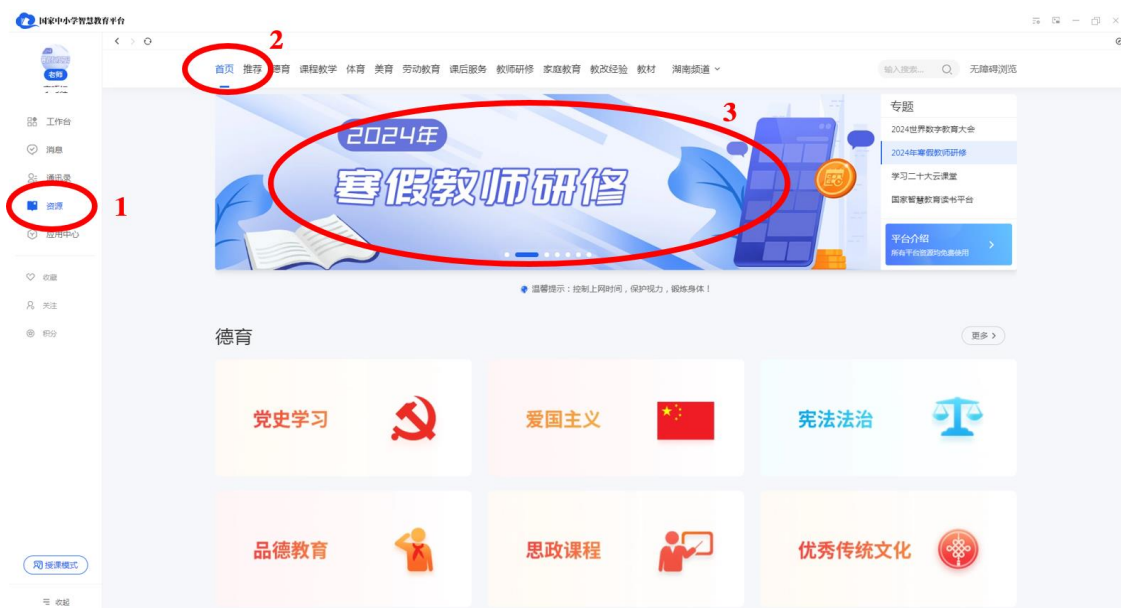 国家中小学智慧教育平台
老师
工作台
消息
通讯录
资源
应用中心
收藏
关注
积分
授课模式
收起
1
2
3
首页 推荐 德育 课程教学 体育 美育 劳动教育 课后服务 教师研修 家庭教育 教改经验 教材 湖南频道
输入搜索... 无障碍浏览
2024年
寒假教师研修
专题
2024世界数字教育大会
2024年寒假教师研修
学习二十大云课堂
国家智慧教育读书平台
平台介绍
所有平台资源均免费使用
温馨提示：控制上网时间，保护视力，锻炼身体！
德育
更多
党史学习
爱国主义
宪法法治
品德教育
思政课程
优秀传统文化